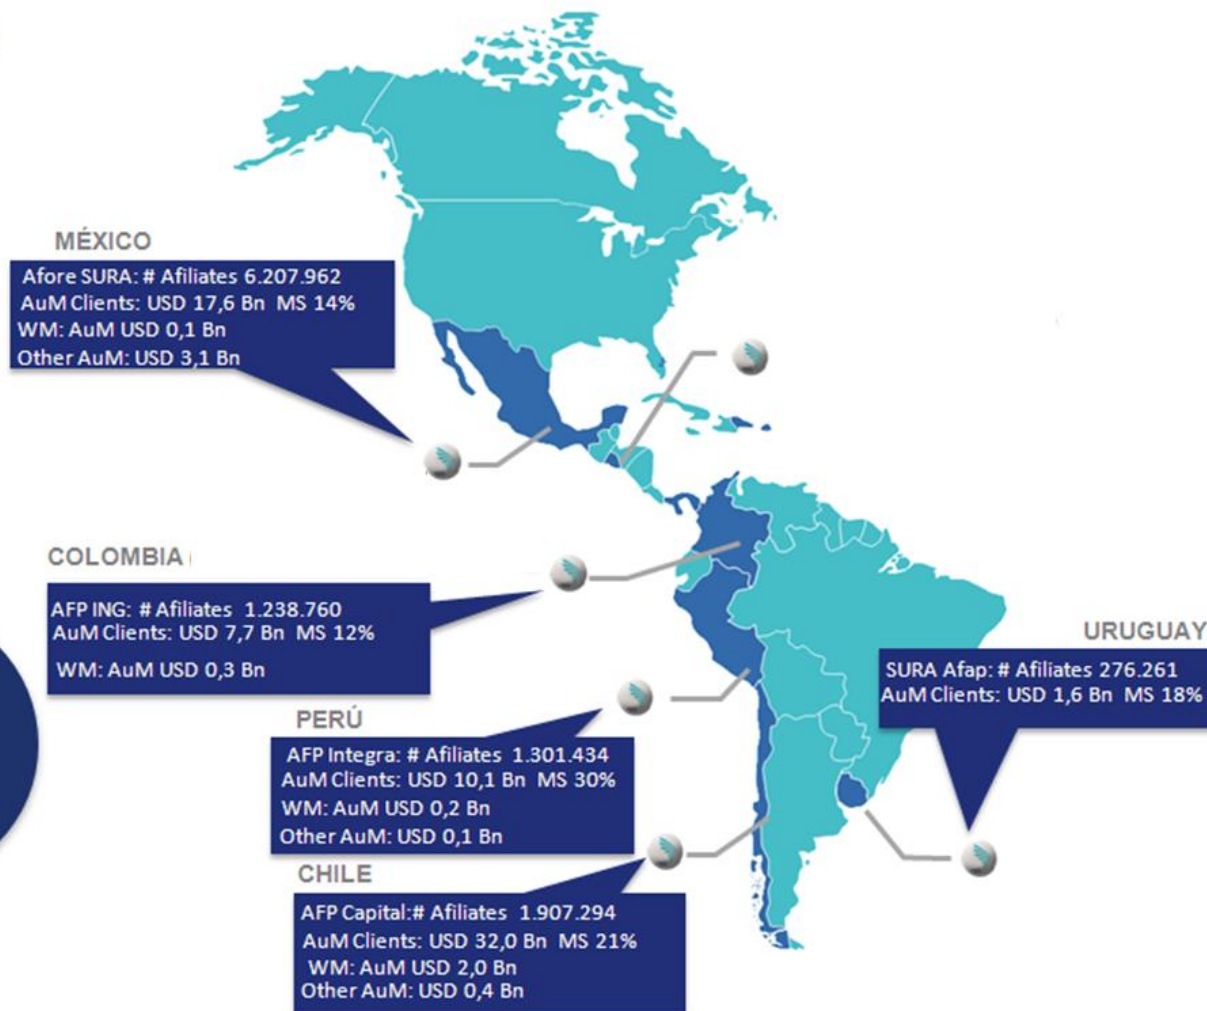 MÉXICO
Afore SURA: # Afiliates 6.207.962
AuM Clients: USD 17,6 Bn MS 14%
WM: AuM USD 0,1 Bn
Other AuM: USD 3,1 Bn
COLOMBIA
AFP ING: # Afiliates 1.238.760
AuM Clients: USD 7,7 Bn MS 12%
WM: AuM USD 0,3 Bn
URUGUAY
SURA Afap: # Afiliates 276.261
AuM Clients: USD 1,6 Bn MS 18%
PERÚ
AFP Integra: # Afiliates 1.301.434
AuM Clients: USD 10,1 Bn MS 30%
WM: AuM USD 0,2 Bn
Other AuM: USD 0,1 Bn
CHILE
AFP Capital:# Afiliates 1.907.294
AuM Clients: USD 32,0 Bn MS 21%
WM: AuM USD 2,0 Bn
Other AuM: USD 0,4 Bn